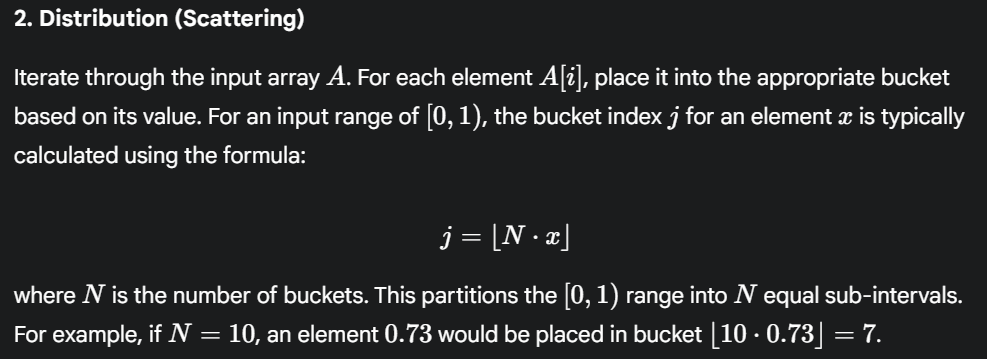 2. Distribution (Scattering)
Iterate through the input array A. For each element A[i], place it into the appropriate bucket
based on its value. For an input range of [0, 1), the bucket index j for an element x is typically
calculated using the formula:
j = ⌊N · x⌋
where N is the number of buckets. This partitions the [0, 1) range into N equal sub-intervals.
For example, if N = 10, an element 0.73 would be placed in bucket ⌊10 · 0.73⌋ = 7.